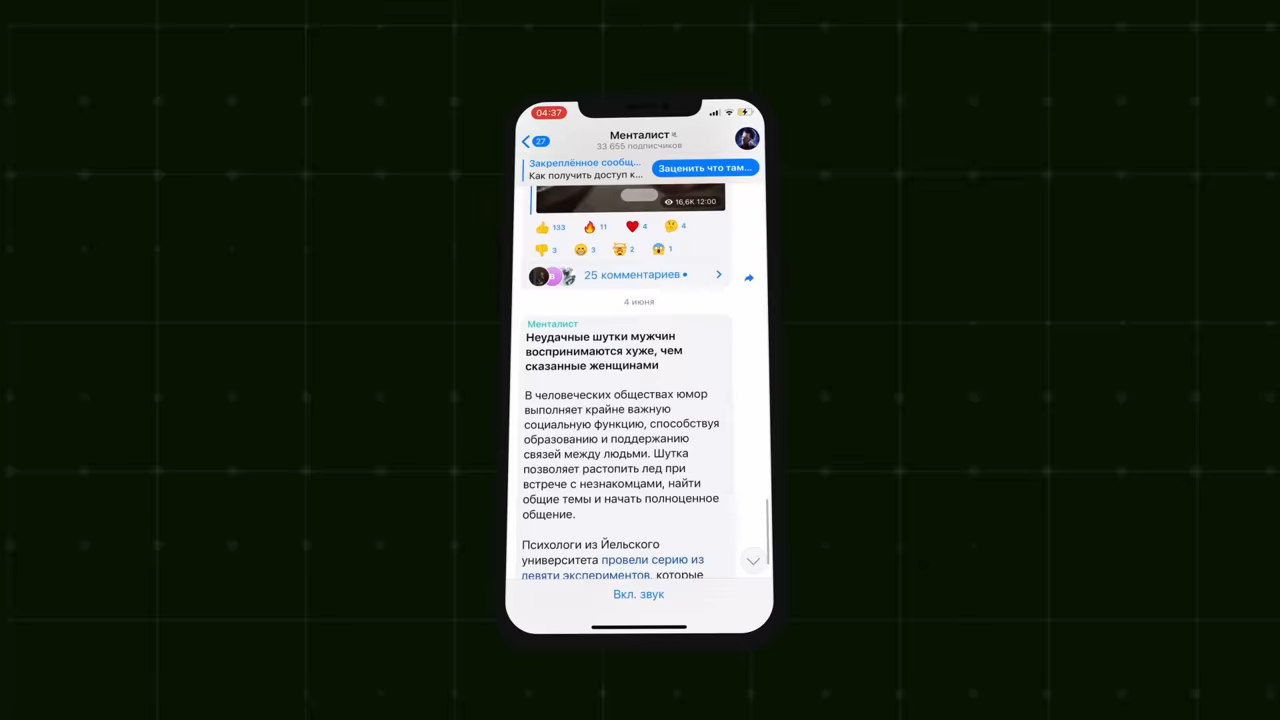 04:37
27
Менталист
33 655 подписчиков
Закреплённое сообщ...
Как получить доступ к...
Заценить что там...
16,6K 12:00
133 11 4 4
3 3 2 1
25 комментариев
4 июня
Менталист
Неудачные шутки мужчин
воспринимаются хуже, чем
сказанные женщинами
В человеческих обществах юмор
выполняет крайне важную
социальную функцию, способствуя
образованию и поддержанию
связей между людьми. Шутка
позволяет растопить лед при
встрече с незнакомцами, найти
общие темы и начать полноценное
общение.
Психологи из Йельского
университета провели серию из
девяти экспериментов, которые
Вкл. звук